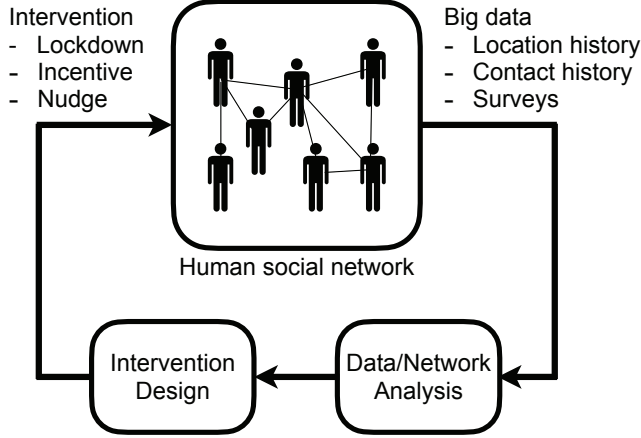 Intervention
- Lockdown
- Incentive
- Nudge
Big data
- Location history
- Contact history
- Surveys
Human social network
Intervention
Design
Data/Network
Analysis